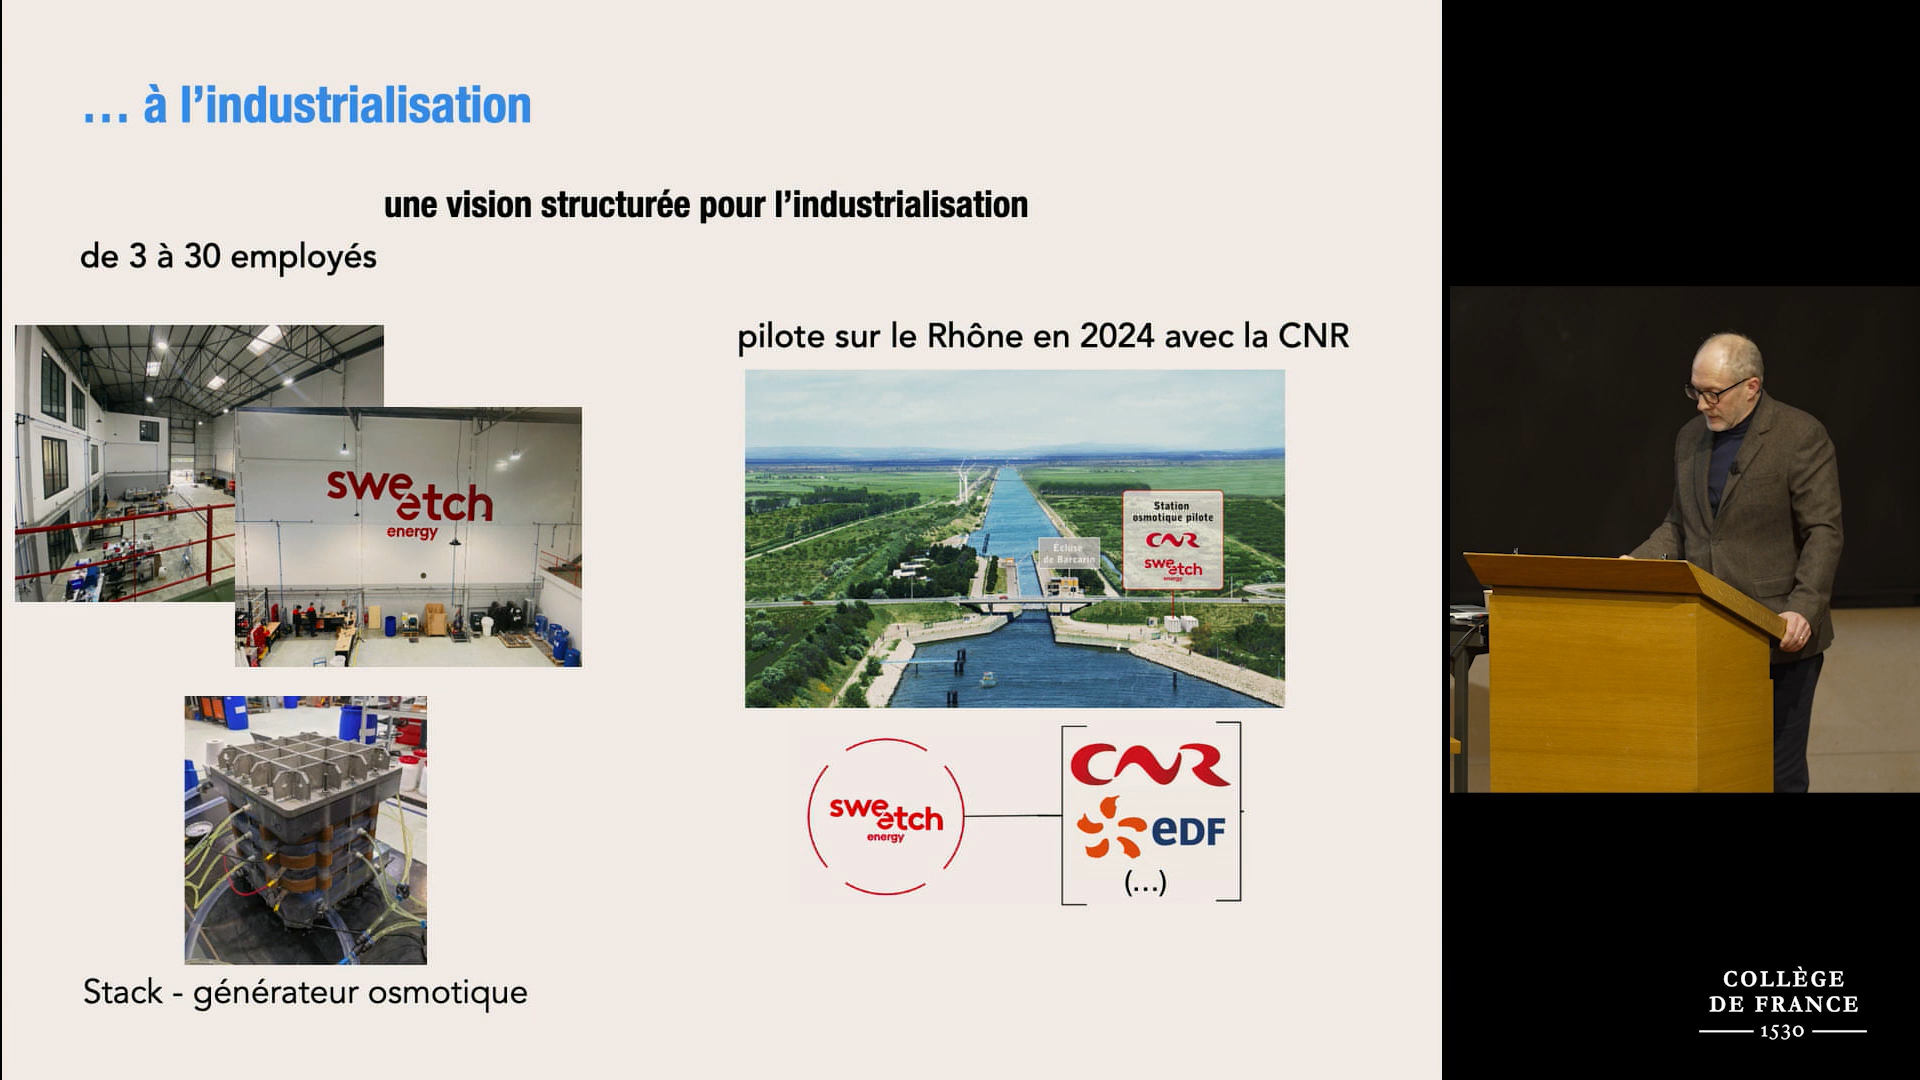 ... à l'industrialisation
une vision structurée pour l'industrialisation
de 3 à 30 employés
sweetch
energy
Stack - générateur osmotique
pilote sur le Rhône en 2024 avec la CNR
Écluse
de Barcarin
Station
osmotique pilote
CNR
sweetch
energy
sweetch
energy
CNR
eDF
(...)
COLLÈGE
DE FRANCE
1530